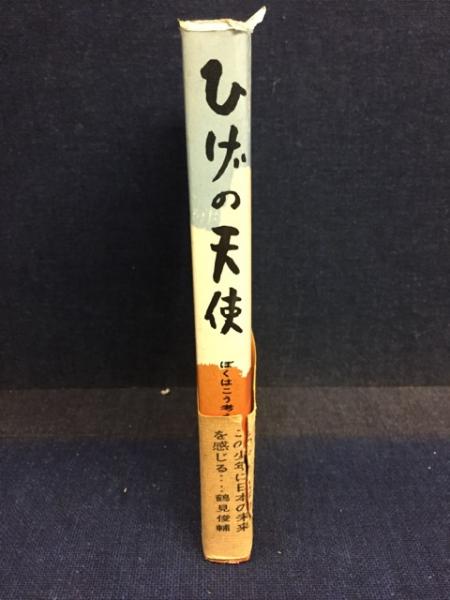 ひげの天使
ぼくはこう考
この少年に日本の未来
を感じる‥‥鶴見俊輔